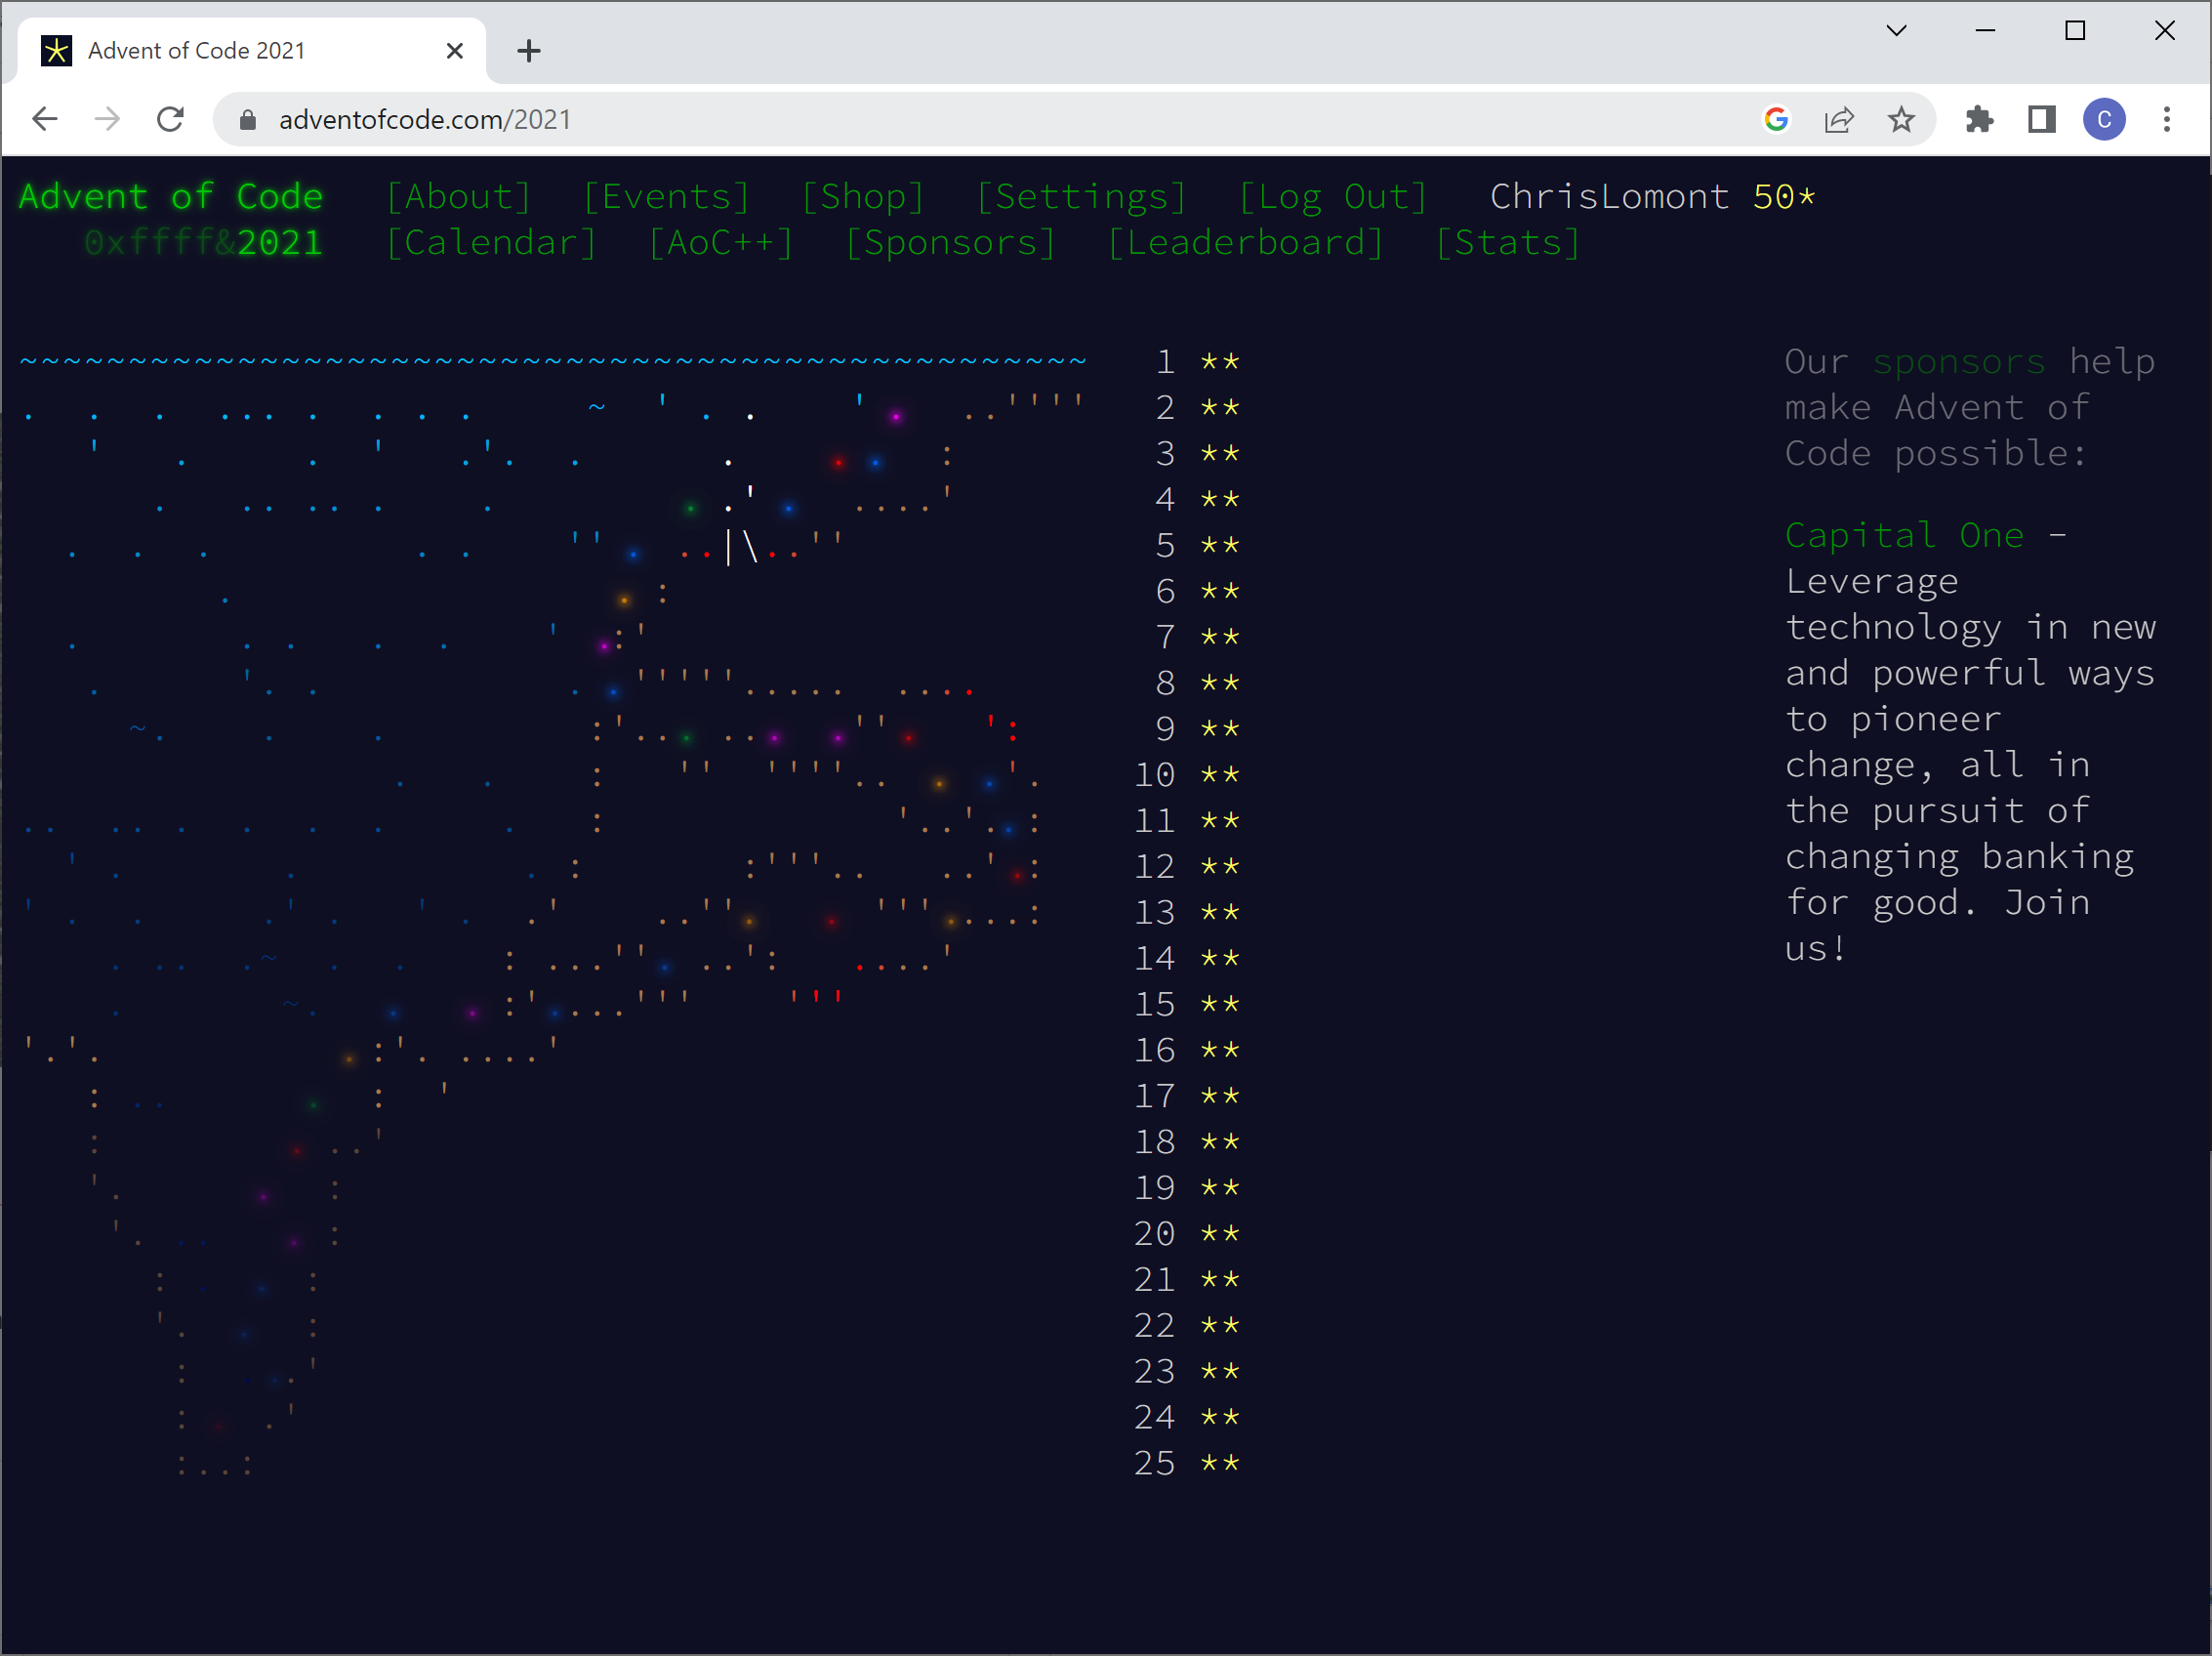 Advent of Code 2021
adventofcode.com/2021
C
Advent of Code [About] [Events] [Shop] [Settings] [Log Out] ChrisLomont 50*
0xffff&2021 [Calendar] [AoC++] [Sponsors] [Leaderboard] [Stats]
1 **
2 **
3 **
4 **
5 **
6 **
7 **
8 **
9 **
10 **
11 **
12 **
13 **
14 **
15 **
16 **
17 **
18 **
19 **
20 **
21 **
22 **
23 **
24 **
25 **
Our sponsors help
make Advent of
Code possible:
Capital One -
Leverage
technology in new
and powerful ways
to pioneer
change, all in
the pursuit of
changing banking
for good. Join
us!